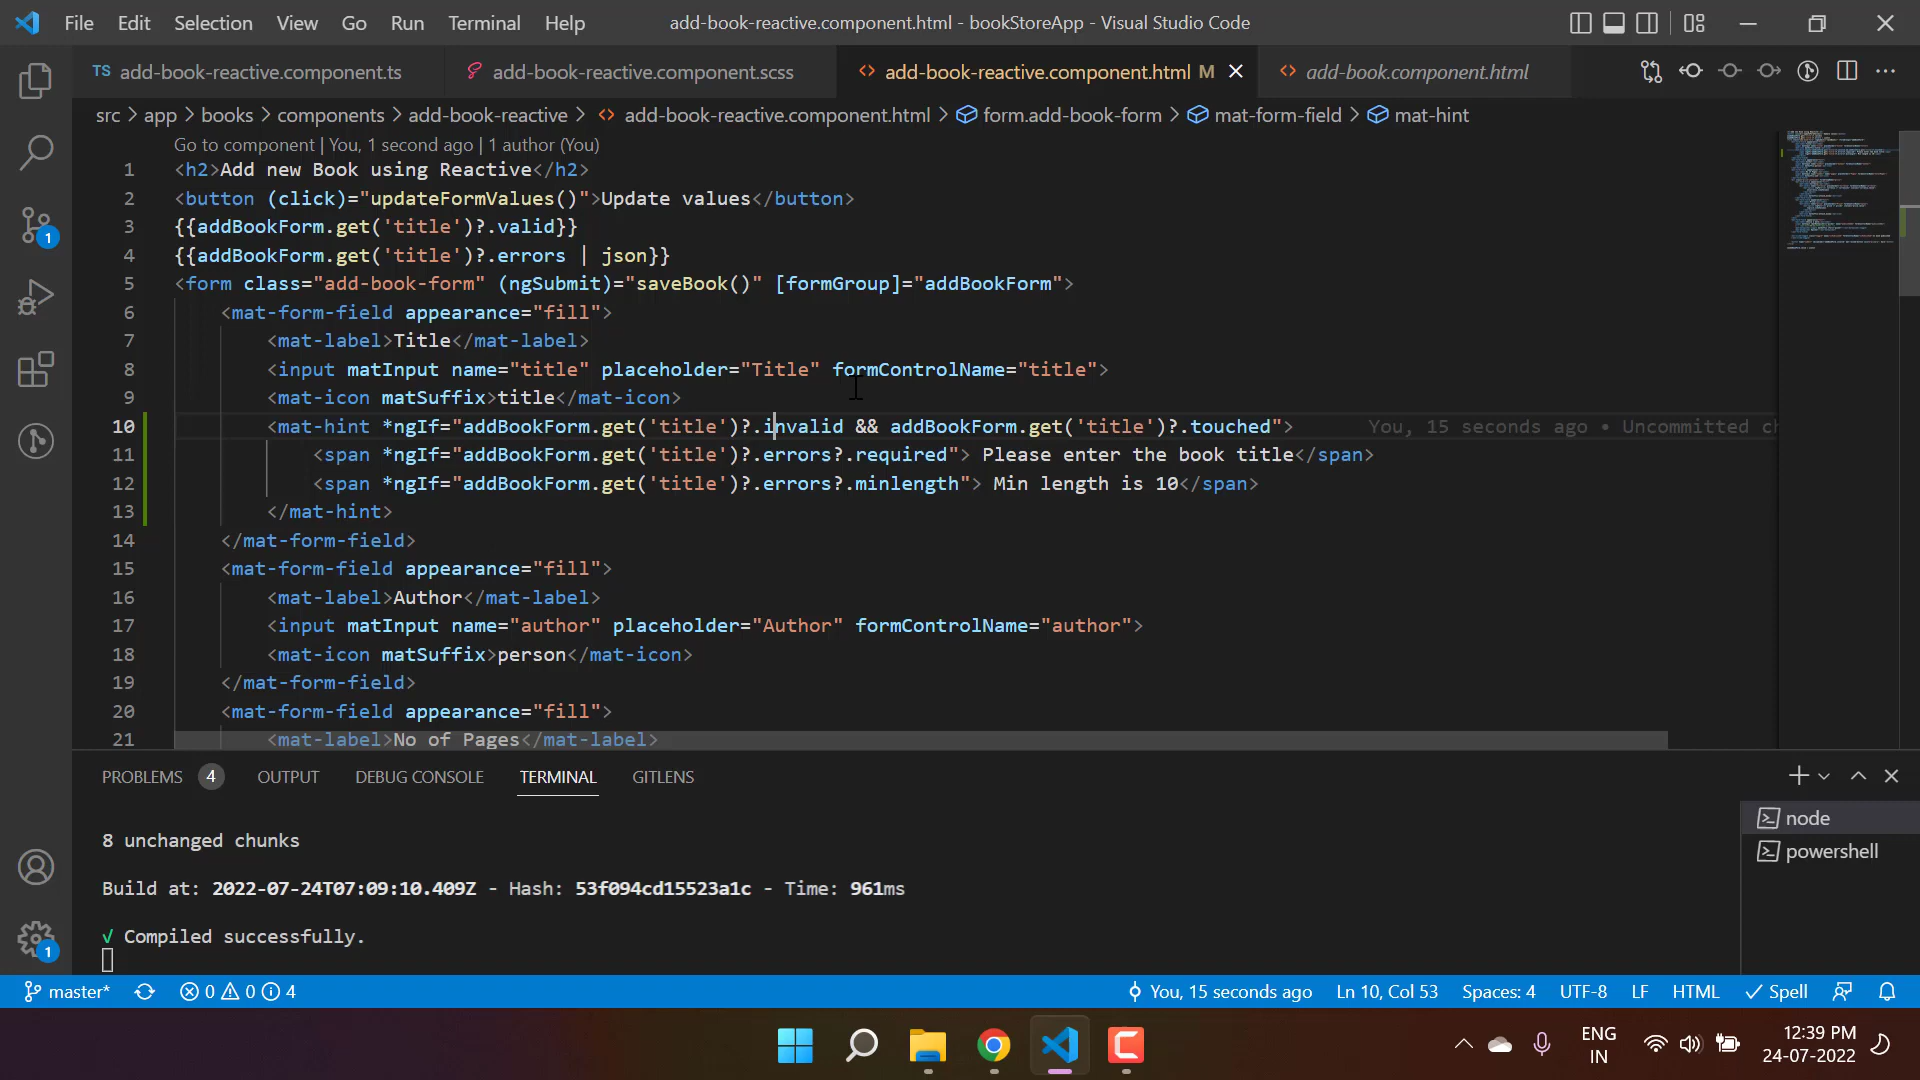 File Edit Selection View Go Run Terminal Help add-book-reactive.component.html - bookStoreApp - Visual Studio Code
TS add-book-reactive.component.ts add-book-reactive.component.scss <> add-book-reactive.component.html M <> add-book.component.html
src > app > books > components > add-book-reactive > <> add-book-reactive.component.html > form.add-book-form > mat-form-field > mat-hint
Go to component | You, 1 second ago | 1 author (You)
1 <h2>Add new Book using Reactive</h2>
2 <button (click)="updateFormValues()">Update values</button>
3 {{addBookForm.get('title')?.valid}}
4 {{addBookForm.get('title')?.errors | json}}
5 <form class="add-book-form" (ngSubmit)="saveBook()" [formGroup]="addBookForm">
6 <mat-form-field appearance="fill">
7 <mat-label>Title</mat-label>
8 <input matInput name="title" placeholder="Title" formControlName="title">
9 <mat-icon matSuffix>title</mat-icon>
10 <mat-hint *ngIf="addBookForm.get('title')?.invalid && addBookForm.get('title')?.touched"> You, 15 seconds ago • Uncommitted ch
11 <span *ngIf="addBookForm.get('title')?.errors?.required"> Please enter the book title</span>
12 <span *ngIf="addBookForm.get('title')?.errors?.minlength"> Min length is 10</span>
13 </mat-hint>
14 </mat-form-field>
15 <mat-form-field appearance="fill">
16 <mat-label>Author</mat-label>
17 <input matInput name="author" placeholder="Author" formControlName="author">
18 <mat-icon matSuffix>person</mat-icon>
19 </mat-form-field>
20 <mat-form-field appearance="fill">
21 <mat-label>No of Pages</mat-label>
PROBLEMS 4 OUTPUT DEBUG CONSOLE TERMINAL GITLENS
8 unchanged chunks
Build at: 2022-07-24T07:09:10.409Z - Hash: 53f094cd15523a1c - Time: 961ms
√ Compiled successfully.
node
powershell
1
1
master* 0 0 4 You, 15 seconds ago Ln 10, Col 53 Spaces: 4 UTF-8 LF HTML Spell
ENG
IN
12:39 PM
24-07-2022